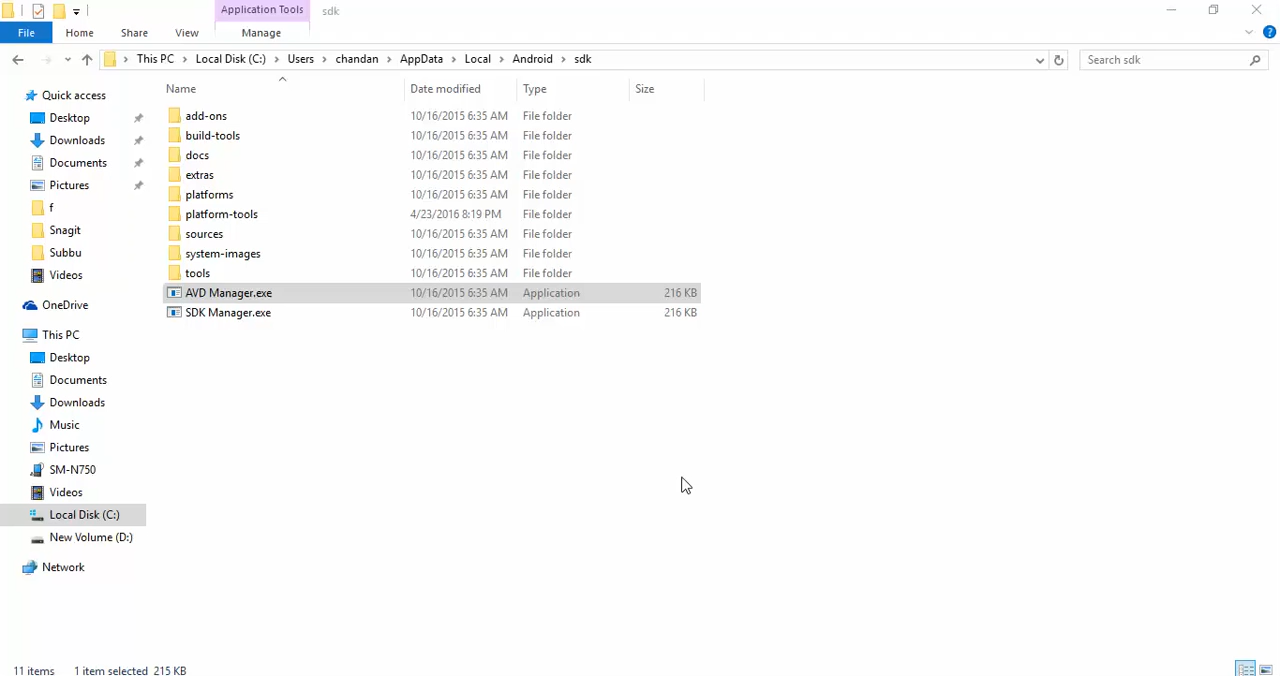 Application Tools sdk
File Home Share View Manage
This PC Local Disk (C:) Users chandan AppData Local Android sdk Search sdk
Name Date modified Type Size
Quick access
Desktop
Downloads
Documents
Pictures
f
Snagit
Subbu
Videos
OneDrive
This PC
Desktop
Documents
Downloads
Music
Pictures
SM-N750
Videos
Local Disk (C:)
New Volume (D:)
Network
add-ons 10/16/2015 6:35 AM File folder
build-tools 10/16/2015 6:35 AM File folder
docs 10/16/2015 6:35 AM File folder
extras 10/16/2015 6:35 AM File folder
platforms 10/16/2015 6:35 AM File folder
platform-tools 4/23/2016 8:19 PM File folder
sources 10/16/2015 6:35 AM File folder
system-images 10/16/2015 6:35 AM File folder
tools 10/16/2015 6:35 AM File folder
AVD Manager.exe 10/16/2015 6:35 AM Application 216 KB
SDK Manager.exe 10/16/2015 6:35 AM Application 216 KB
11 items 1 item selected 215 KB